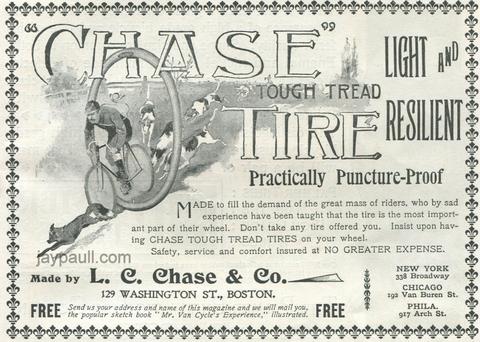 "CHASE"
TOUGH TREAD
TIRE
LIGHT AND
RESILIENT
Practically Puncture-Proof
MADE to fill the demand of the great mass of riders, who by sad
experience have been taught that the tire is the most import-
ant part of their wheel. Don't take any tire offered you. Insist upon hav-
ing CHASE TOUGH TREAD TIRES on your wheel.
Safety, service and comfort insured at NO GREATER EXPENSE.
jaypaull.com
Made by L. C. Chase & Co.
129 WASHINGTON ST., BOSTON.
NEW YORK
338 Broadway
CHICAGO
192 Van Buren St.
PHILA.
917 Arch St.
FREE Send us your address and name of this magazine and we will mail you, FREE
the popular sketch book "Mr. Van Cycle's Experience," illustrated.